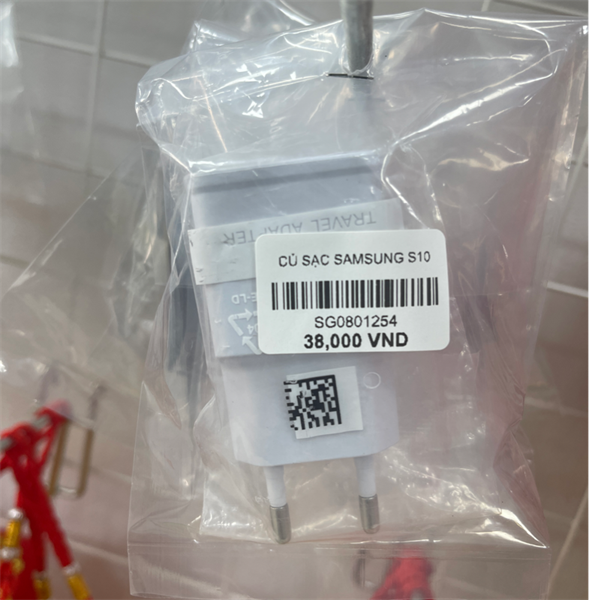 TRAVEL ADAPTER
CỦ SẠC SAMSUNG S10
SG0801254
38,000 VND